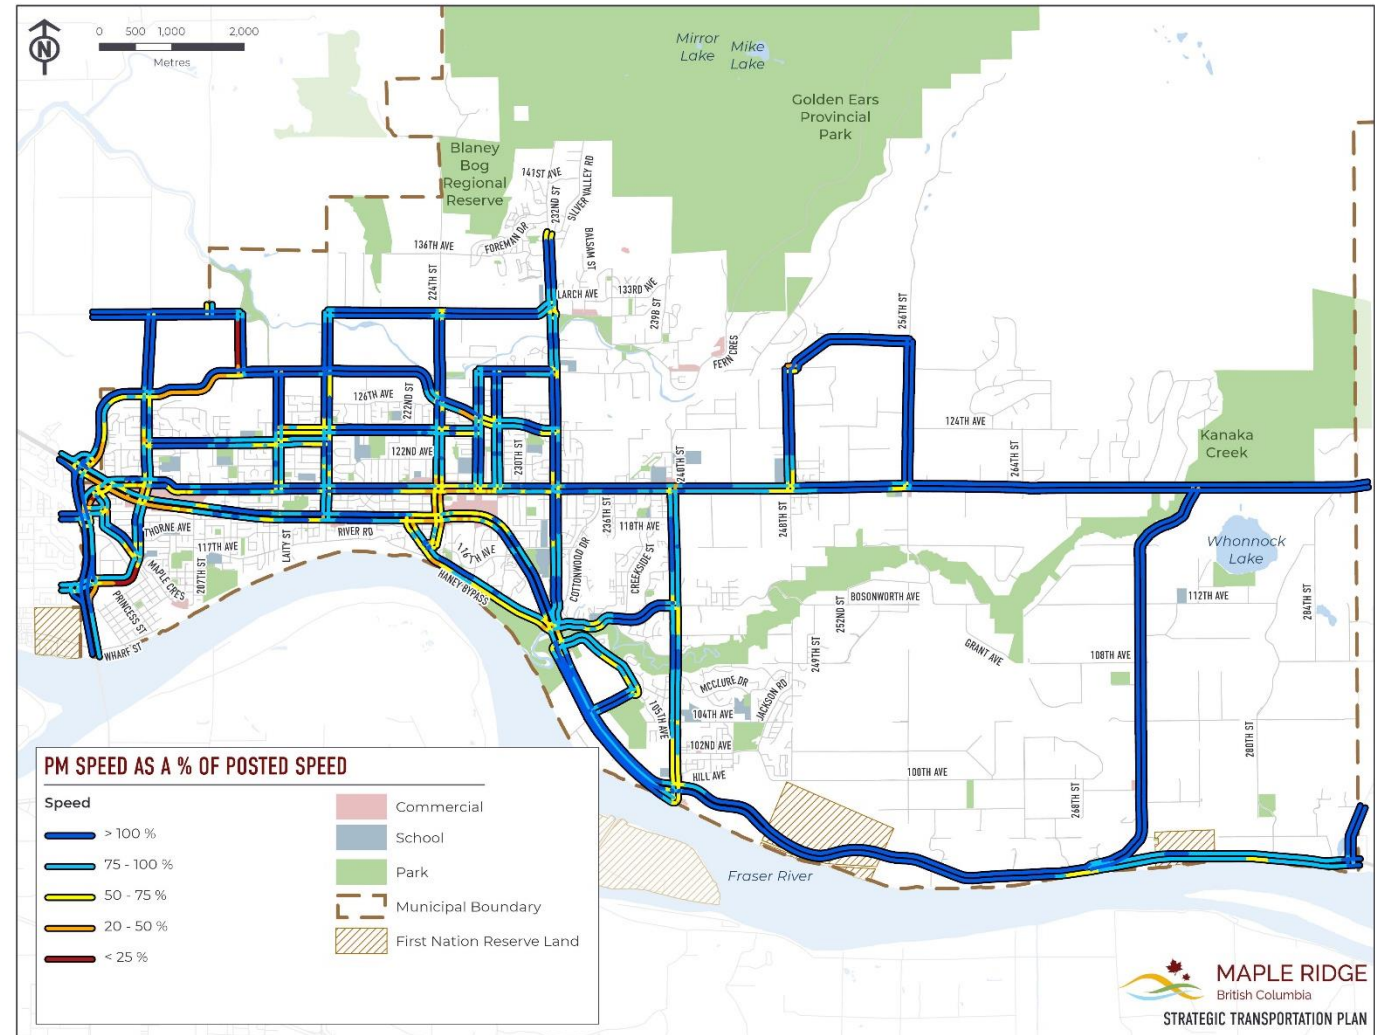 N
0 500 1,000 2,000
Metres
Mirror
Lake
Mike
Lake
Golden Ears
Provincial
Park
Blaney
Bog
Regional
Reserve
141ST AVE
232ND ST
SILVER VALLEY RD
FOREMAN DR
136TH AVE
BALSAM ST
224TH ST
LARCH AVE
133RD AVE
239B ST
256TH ST
FERN CRES
126TH AVE
222ND ST
122ND AVE
230TH ST
240TH ST
124TH AVE
264TH ST
Kanaka
Creek
248TH ST
236TH ST
118TH AVE
THORNE AVE
117TH AVE
207TH ST
LAITY ST
RIVER RD
116TH AVE
HANEY BYPASS
COTTONWOOD DR
CREEKSIDE ST
MAPLE CRES
PRINCESS ST
WHARF ST
Whonnock
Lake
112TH AVE
284TH ST
BOSONWORTH AVE
252ND ST
249TH ST
GRANT AVE
108TH AVE
MCCLURE DR
JACKSON RD
105TH AVE
104TH AVE
102ND AVE
HILL AVE
100TH AVE
268TH ST
280TH ST
Fraser River
PM SPEED AS A % OF POSTED SPEED
Speed
> 100 %
75 - 100 %
50 - 75 %
20 - 50 %
< 25 %
Commercial
School
Park
Municipal Boundary
First Nation Reserve Land
MAPLE RIDGE
British Columbia
STRATEGIC TRANSPORTATION PLAN